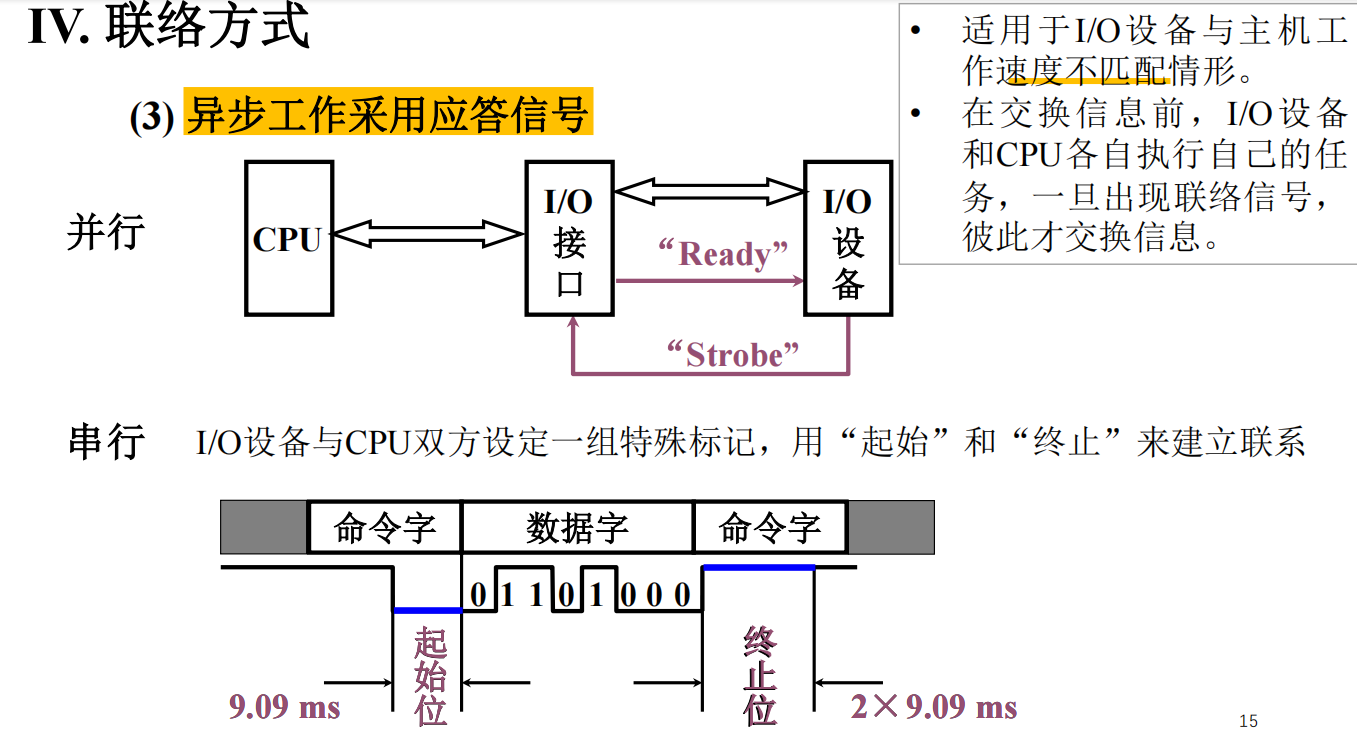 IV. 联络方式
• 适用于I/O设备与主机工
作速度不匹配情形。
• 在交换信息前，I/O设备
和CPU各自执行自己的任
务，一旦出现联络信号，
彼此才交换信息。
(3) 异步工作采用应答信号
并行
CPU
I/O
接
口
I/O
设
备
“Ready”
“Strobe”
串行 I/O设备与CPU双方设定一组特殊标记，用“起始”和“终止”来建立联系
命令字 数据字 命令字
0 1 1 0 1 0 0 0
起
始
位
终
止
位
9.09 ms
2×9.09 ms
15